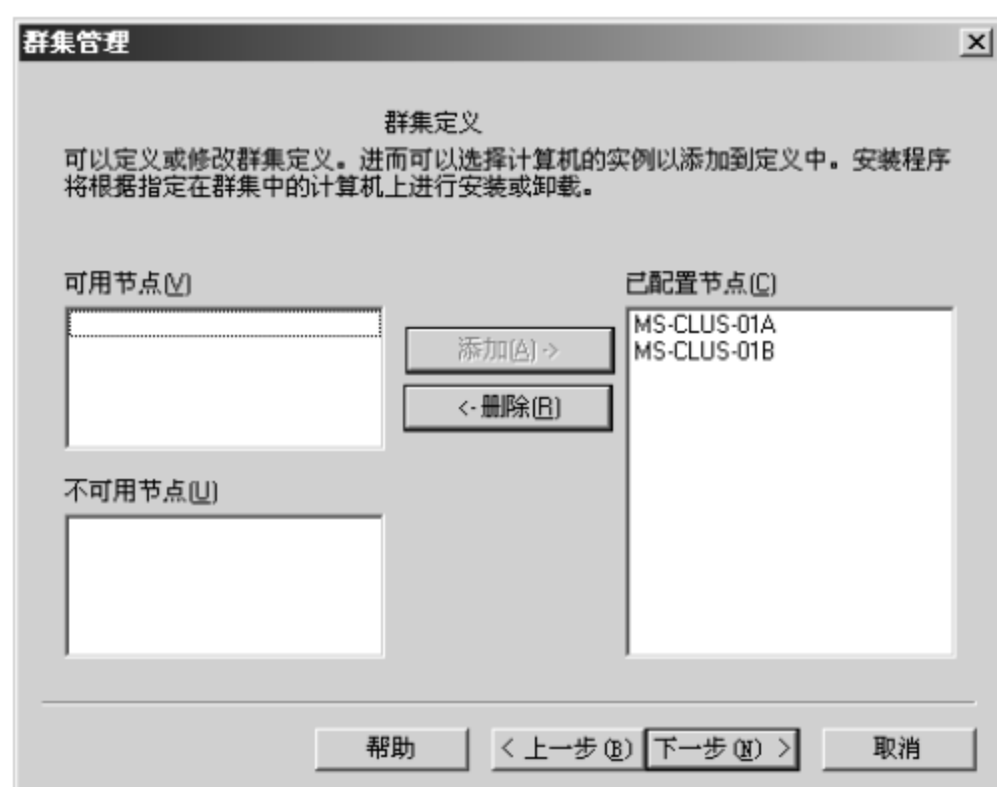 群集管理
群集定义
可以定义或修改群集定义。进而可以选择计算机的实例以添加到定义中。安装程序
将根据指定在群集中的计算机上进行安装或卸载。
可用节点(V)
已配置节点(C)
MS-CLUS-01A
MS-CLUS-01B
添加(A)->
<-删除(R)
不可用节点(U)
帮助
< 上一步(B)
下一步(N) >
取消